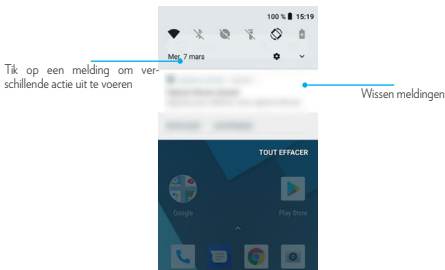 100 % 15:19
Mer. 7 mars
Tik op een melding om ver-
schillende actie uit te voeren
Wissen meldingen
TOUT EFFACER
Google
Play Store